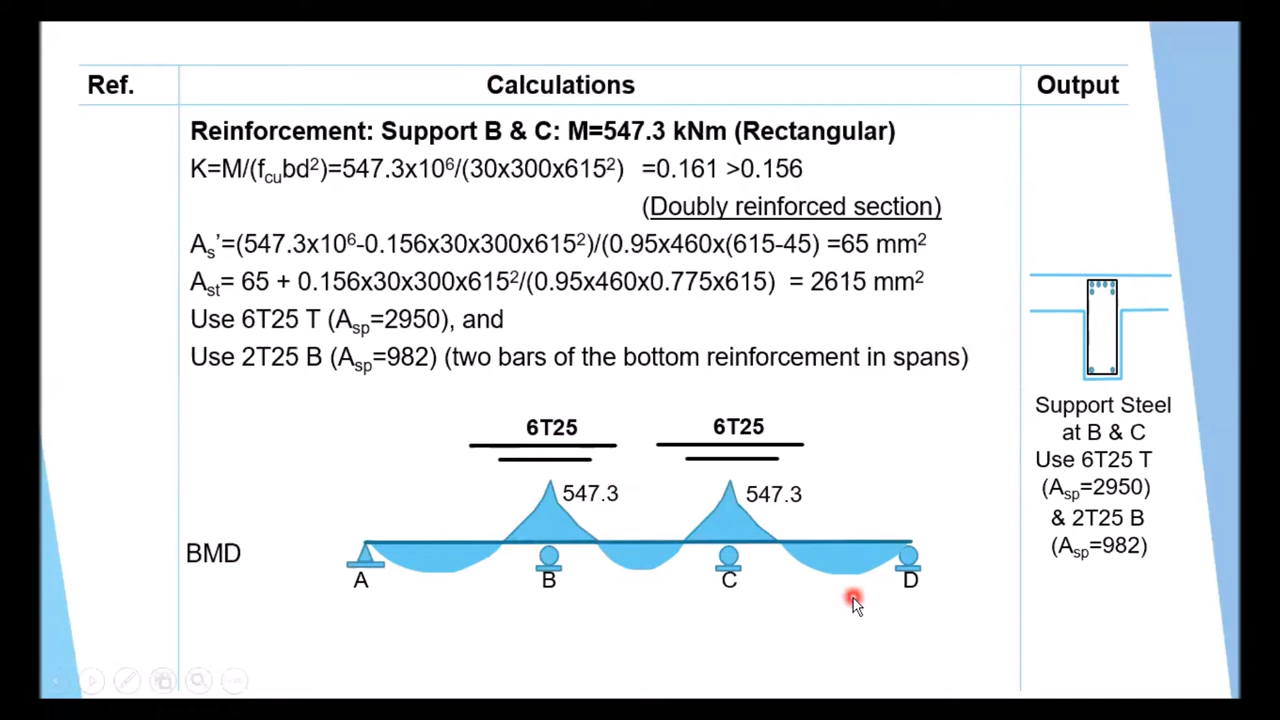 Ref.
Calculations
Output
Reinforcement: Support B & C: M=547.3 kNm (Rectangular)
K=M/(fcubd²)=547.3x10⁶/(30x300x615²) =0.161 >0.156
(Doubly reinforced section)
As’=(547.3x10⁶-0.156x30x300x615²)/(0.95x460x(615-45) =65 mm²
Ast= 65 + 0.156x30x300x615²/(0.95x460x0.775x615) = 2615 mm²
Use 6T25 T (Asp=2950), and
Use 2T25 B (Asp=982) (two bars of the bottom reinforcement in spans)
Support Steel
at B & C
Use 6T25 T
(Asp=2950)
& 2T25 B
(Asp=982)
6T25
6T25
547.3
547.3
BMD
A
B
C
D